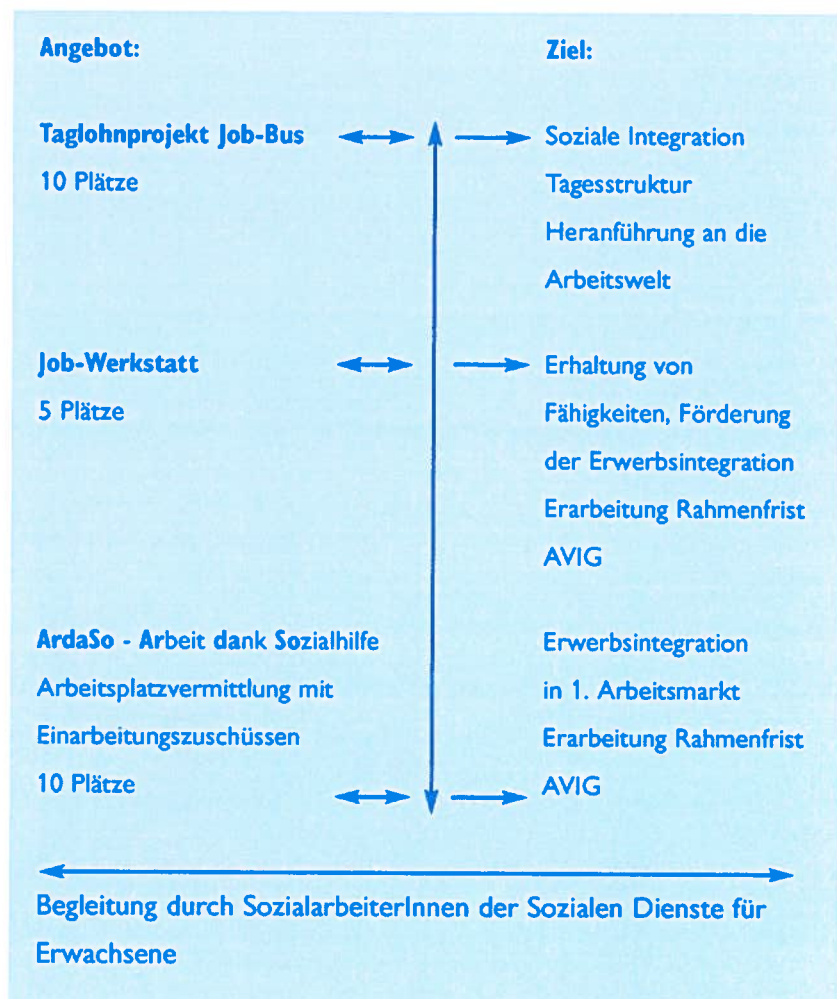 Angebot:
Ziel:
Taglohnprojekt Job-Bus
10 Plätze
Soziale Integration
Tagesstruktur
Heranführung an die
Arbeitswelt
Job-Werkstatt
5 Plätze
Erhaltung von
Fähigkeiten, Förderung
der Erwerbsintegration
Erarbeitung Rahmenfrist
AVIG
ArdaSo - Arbeit dank Sozialhilfe
Arbeitsplatzvermittlung mit
Einarbeitungszuschüssen
10 Plätze
Erwerbsintegration
in 1. Arbeitsmarkt
Erarbeitung Rahmenfrist
AVIG
Begleitung durch SozialarbeiterInnen der Sozialen Dienste für
Erwachsene